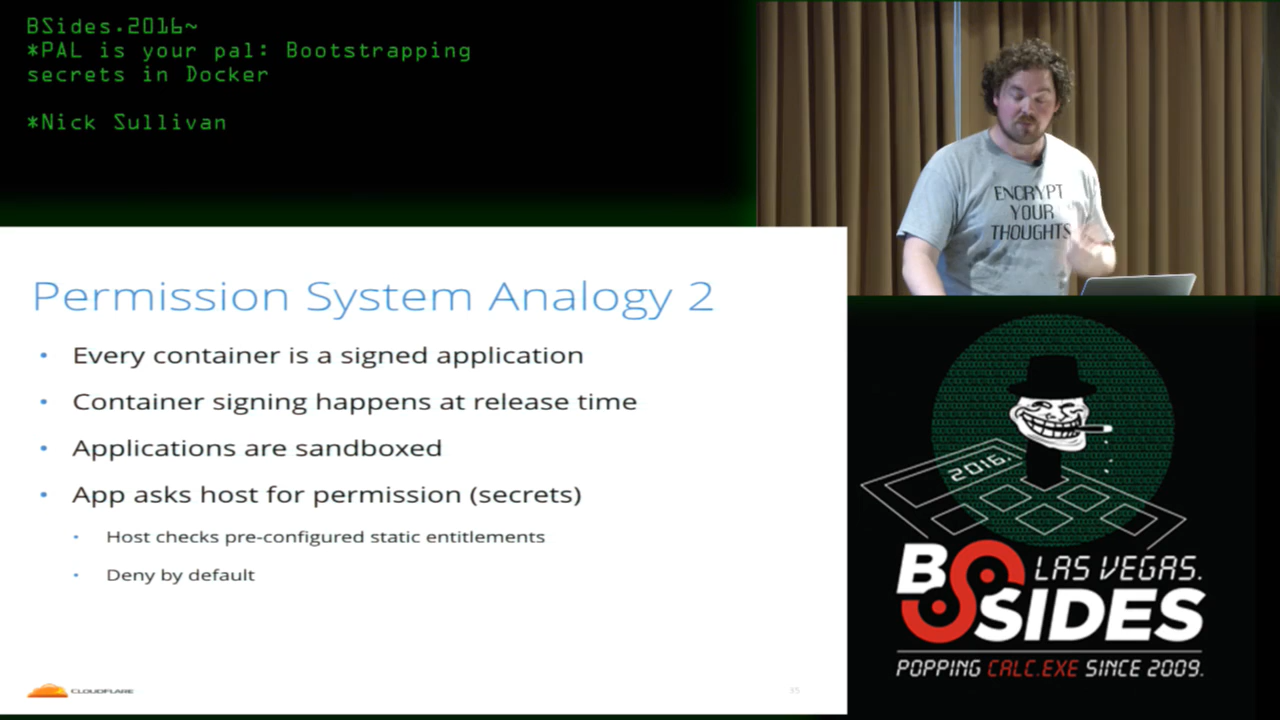 BSides.2016~
*PAL is your pal: Bootstrapping
secrets in Docker
*Nick Sullivan
ENCRYPT
YOUR
THOUGHTS
Permission System Analogy 2
• Every container is a signed application
• Container signing happens at release time
• Applications are sandboxed
• App asks host for permission (secrets)
• Host checks pre-configured static entitlements
• Deny by default
CLOUDFLARE
35
2016.
BSIDES
LAS VEGAS.
POPPING CALC.EXE SINCE 2009.